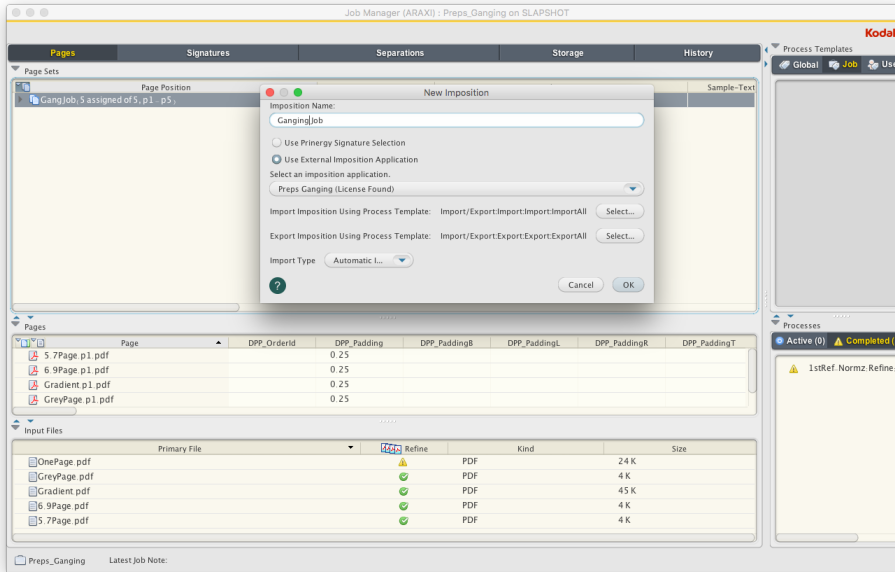 Job Manager (ARAXI) : Preps_Ganging on SLAPSHOT
Kodak
Pages Signatures Separations Storage History
Process Templates
Global Job Use
Page Sets
Page Position Sample-Text
GangJob, 5 assigned of 5, p1 - p5,
New Imposition
Imposition Name:
Ganging Job
Use Prinergy Signature Selection
Use External Imposition Application
Select an imposition application.
Preps Ganging (License Found)
Import Imposition Using Process Template: Import/Export:Import:Import:ImportAll Select...
Export Imposition Using Process Template: Import/Export:Export:Export:ExportAll Select...
Import Type Automatic I...
? Cancel OK
Pages
Page DPP_OrderId DPP_Padding DPP_PaddingB DPP_PaddingL DPP_PaddingR DPP_PaddingT
5.7Page.p1.pdf 0.25
6.9Page.p1.pdf 0.25
Gradient.p1.pdf 0.25
GreyPage.p1.pdf 0.25
Processes
Active (0) Completed (
1stRef.Normz.Refine
Input Files
Primary File Refine Kind Size
OnePage.pdf PDF 24 K
GreyPage.pdf PDF 4 K
Gradient.pdf PDF 45 K
6.9Page.pdf PDF 4 K
5.7Page.pdf PDF 4 K
Preps_Ganging Latest Job Note: